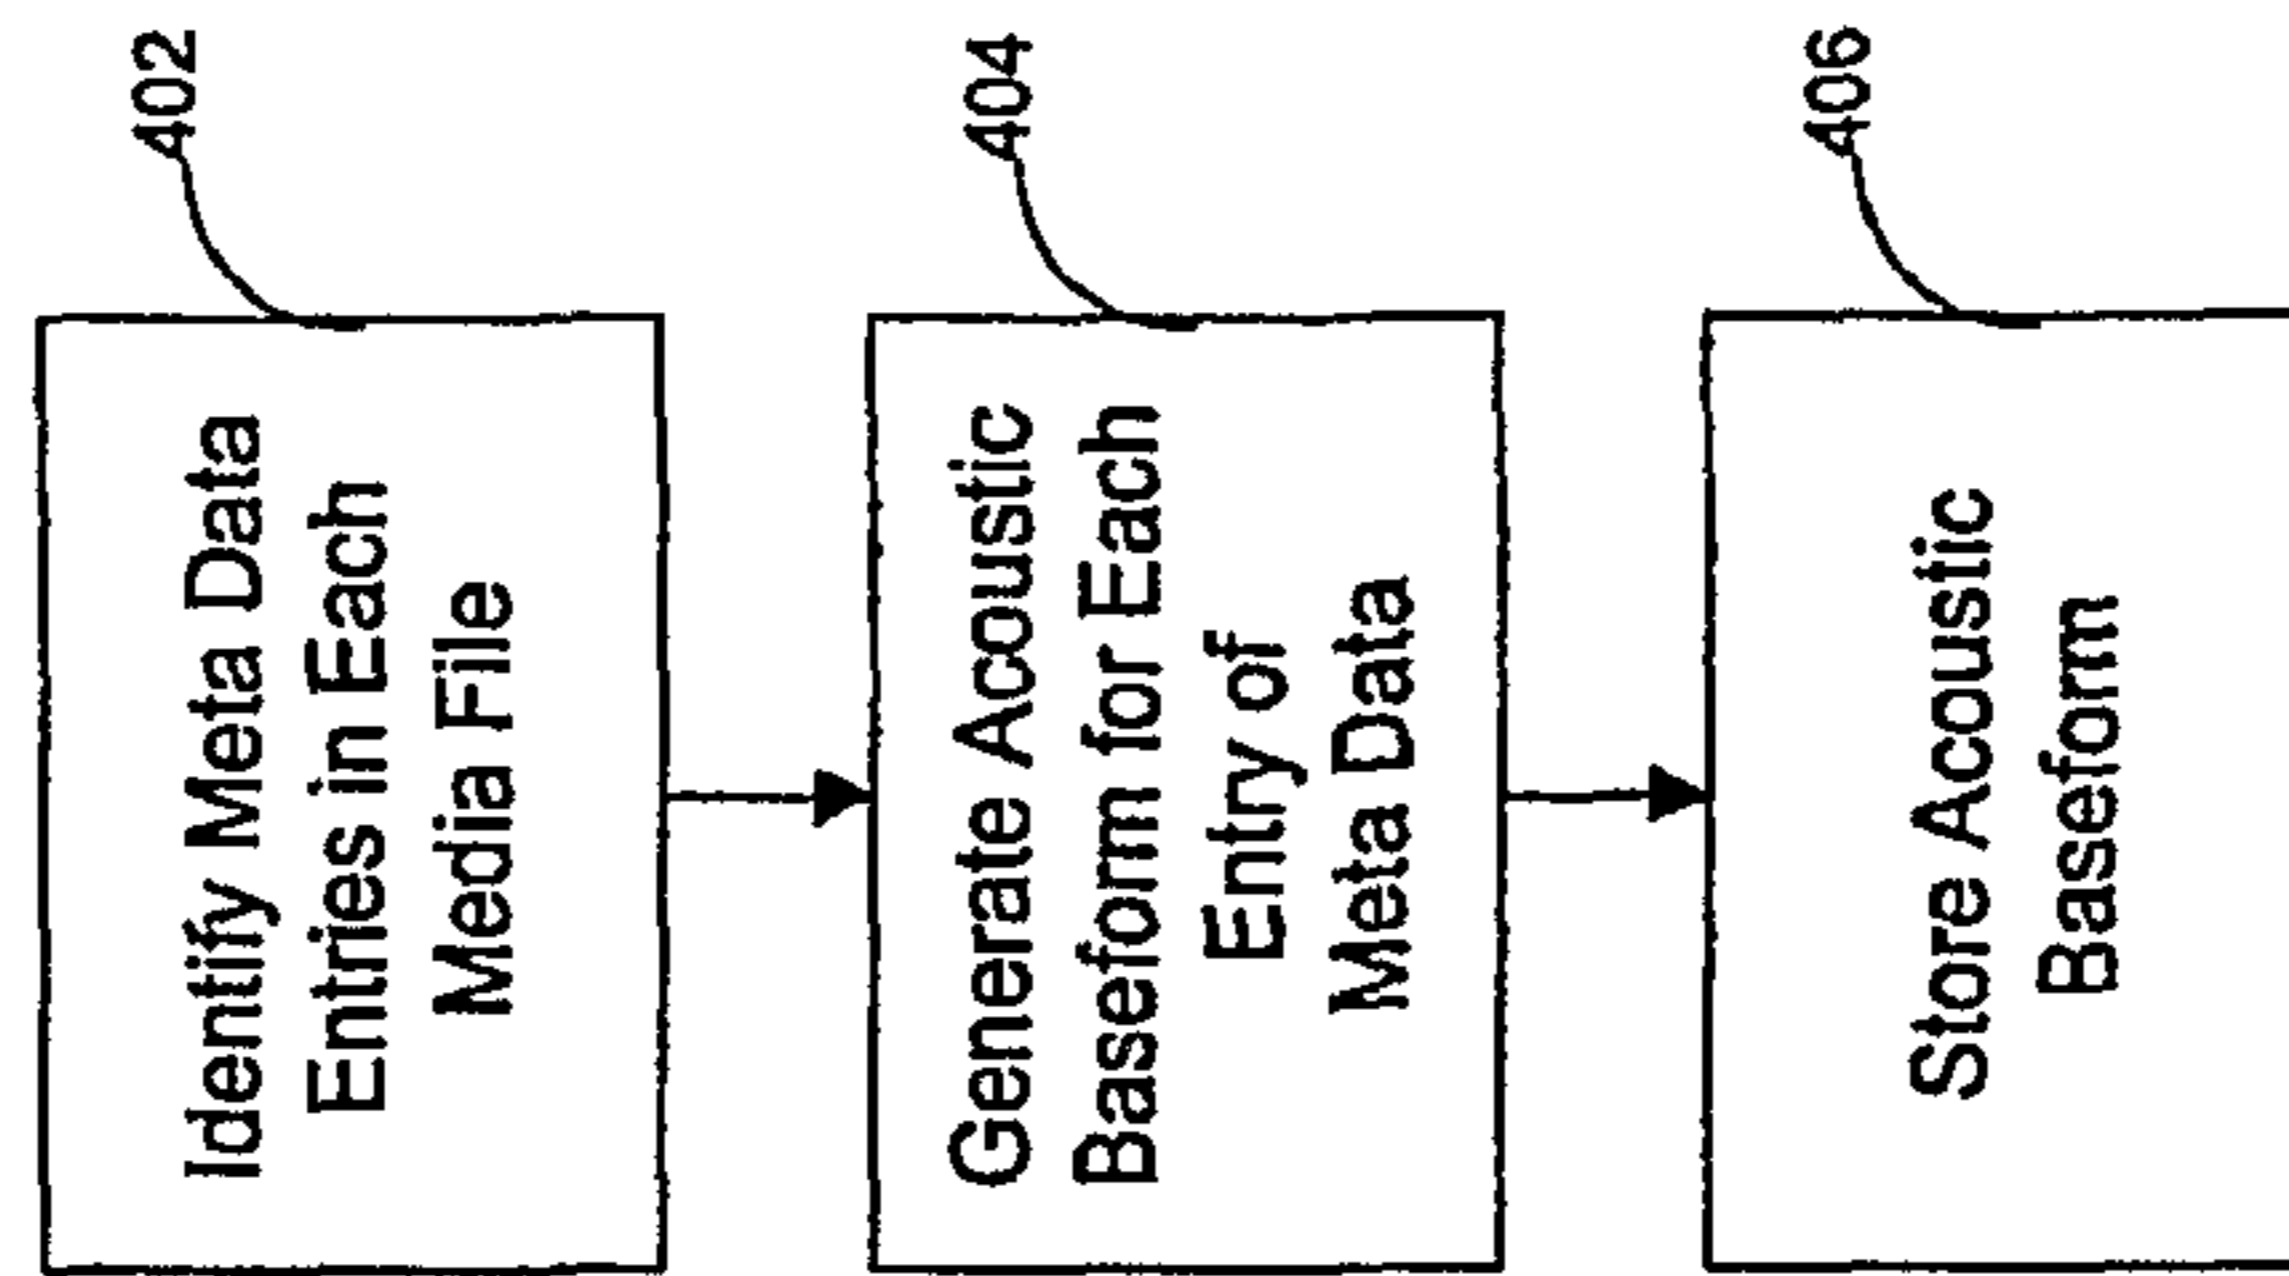 402
Identify Meta Data
Entries in Each
Media File
404
Generate Acoustic
Baseform for Each
Entry of
Meta Data
406
Store Acoustic
Baseform